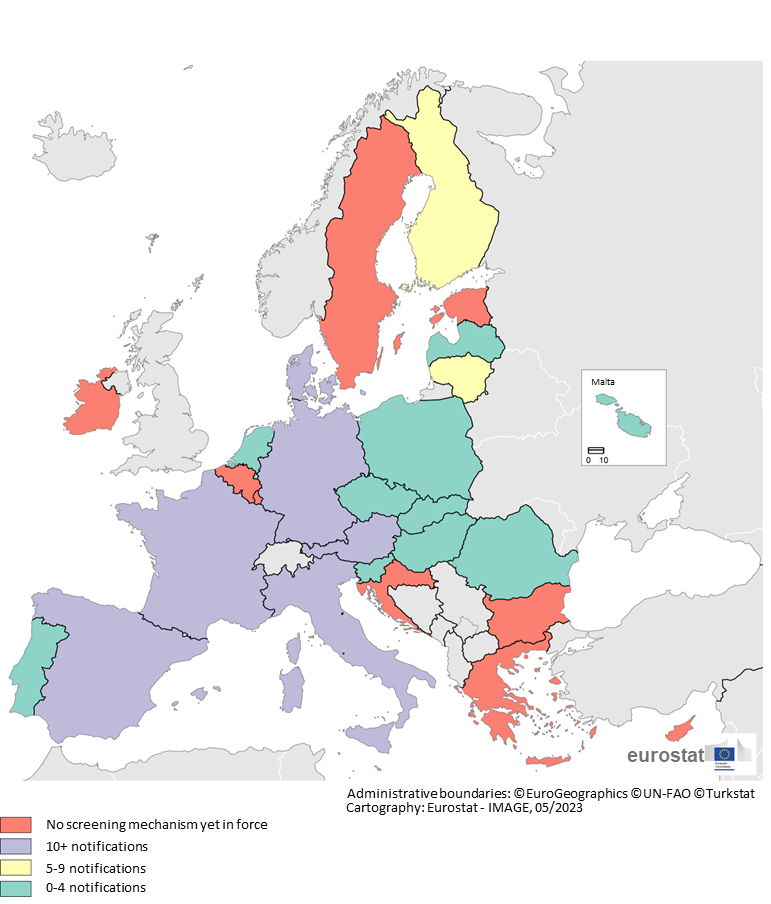 Malta
0 10
eurostat
Administrative boundaries: ©EuroGeographics ©UN-FAO ©Turkstat
Cartography: Eurostat - IMAGE, 05/2023
No screening mechanism yet in force
10+ notifications
5-9 notifications
0-4 notifications